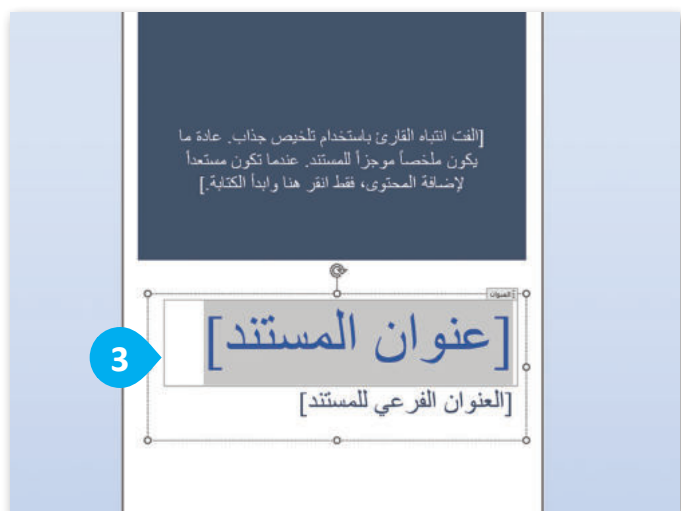 [الفت انتباه القارئ باستخدام تلخيص جذاب. عادة ما
يكون ملخصاً موجزاً للمستند. عندما تكون مستعداً
لإضافة المحتوى، فقط انقر هنا وابدأ الكتابة.]
العنوان
[عنوان المستند]
3
[العنوان الفرعي للمستند]